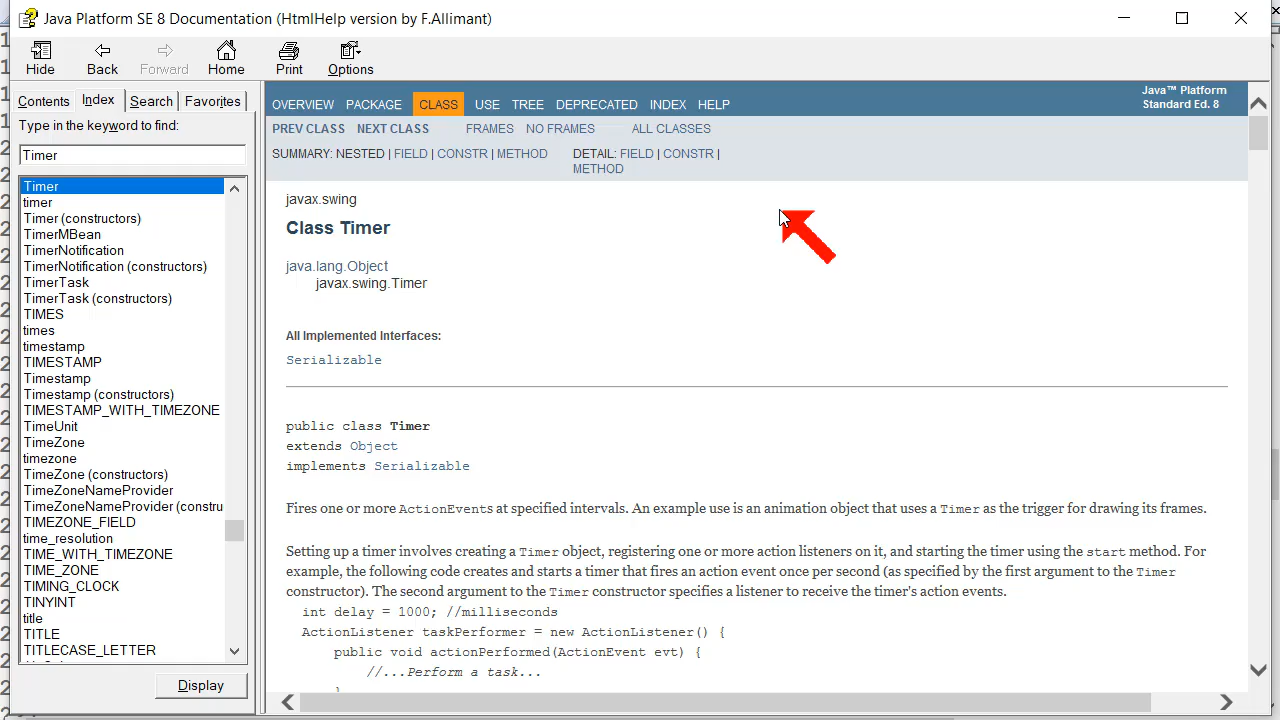 Java Platform SE 8 Documentation (HtmlHelp version by F.Allimant)
Hide Back Forward Home Print Options
Contents Index Search Favorites
Type in the keyword to find:
Timer
Timer
timer
Timer (constructors)
TimerMBean
TimerNotification
TimerNotification (constructors)
TimerTask
TimerTask (constructors)
TIMES
times
timestamp
TIMESTAMP
Timestamp
Timestamp (constructors)
TIMESTAMP_WITH_TIMEZONE
TimeUnit
TimeZone
timezone
TimeZone (constructors)
TimeZoneNameProvider
TimeZoneNameProvider (constru
TIMEZONE_FIELD
time_resolution
TIME_WITH_TIMEZONE
TIME_ZONE
TIMING_CLOCK
TINYINT
title
TITLE
TITLECASE_LETTER
Display
OVERVIEW PACKAGE CLASS USE TREE DEPRECATED INDEX HELP
Java™ Platform
Standard Ed. 8
PREV CLASS NEXT CLASS FRAMES NO FRAMES ALL CLASSES
SUMMARY: NESTED | FIELD | CONSTR | METHOD DETAIL: FIELD | CONSTR |
METHOD
javax.swing
Class Timer
java.lang.Object
javax.swing.Timer
All Implemented Interfaces:
Serializable
public class Timer
extends Object
implements Serializable
Fires one or more ActionEvents at specified intervals. An example use is an animation object that uses a Timer as the trigger for drawing its frames.
Setting up a timer involves creating a Timer object, registering one or more action listeners on it, and starting the timer using the start method. For
example, the following code creates and starts a timer that fires an action event once per second (as specified by the first argument to the Timer
constructor). The second argument to the Timer constructor specifies a listener to receive the timer's action events.
int delay = 1000; //milliseconds
ActionListener taskPerformer = new ActionListener() {
public void actionPerformed(ActionEvent evt) {
//...Perform a task...
}